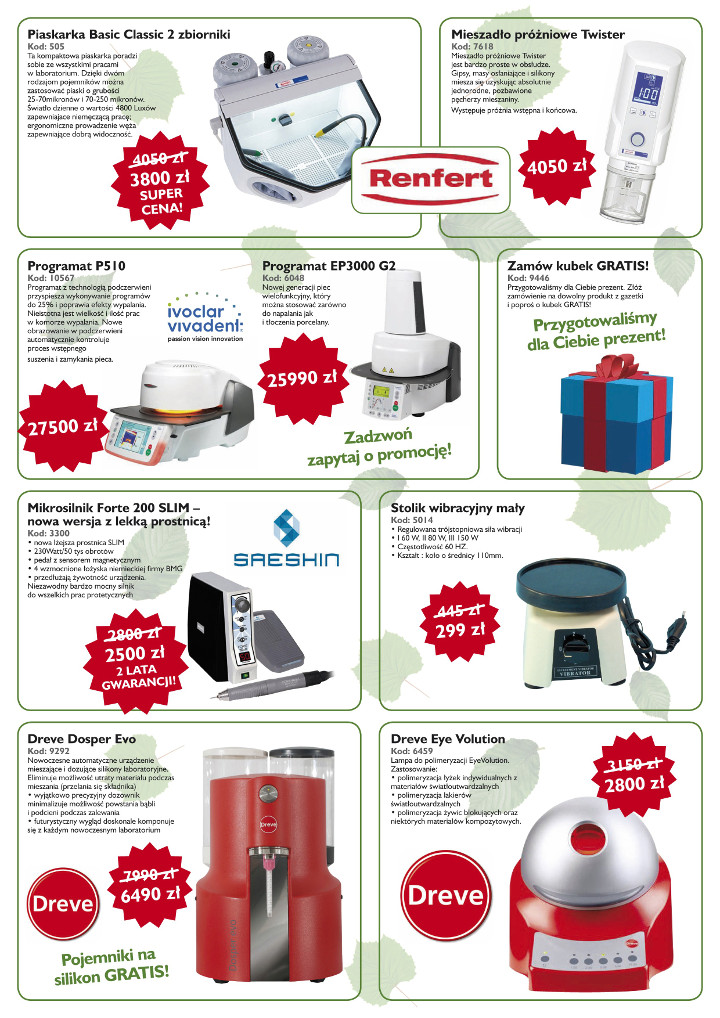 Piaskarka Basic Classic 2 zbiorniki
Kod: 505
Ta kompaktowa piaskarka poradzi
sobie ze wszystkimi pracami
w laboratorium. Dzięki dwóm
rodzajom pojemników można
zastosować piaski o grubości
25-70mikronów i 70-250 mikronów.
Światło dzienne o wartości 4800 Luxów
zapewniajace niemęczącą pracę;
ergonomiczne prowadzenie węża
zapewniające dobrą widoczność.
4050 zł
3800 zł
SUPER
CENA!
Mieszadło próżniowe Twister
Kod: 7618
Mieszadło próżniowe Twister
jest bardzo proste w obsłudze.
Gipsy, masy osłaniające i silikony
miesza się uzyskując absolutnie
jednorodne, pozbawione
pęcherzy mieszaniny.
Występuje próżnia wstępna i końcowa.
100
4050 zł
Renfert
Programat P510
Kod: 10567
Programat z technologią podczerwieni
przyspiesza wykonywanie programów
do 25% i poprawia efekty wypalania.
Nieistotna jest wielkość i ilość prac
w komorze wypalania. Nowe
obrazowanie w podczerwieni
automatycznie kontroluje
proces wstępnego
suszenia i zamykania pieca.
ivoclar
vivadent:
passion vision innovation
27500 zł
Programat EP3000 G2
Kod: 6048
Nowej generacji piec
wielofunkcyjny, który
można stosować zarówno
do napalania jak
i tłoczenia porcelany.
25990 zł
Zadzwoń
zapytaj o promocję!
Zamów kubek GRATIS!
Kod: 9446
Przygotowaliśmy dla Ciebie prezent. Złóż
zamówienie na dowolny produkt z gazetki
i poproś o kubek GRATIS!
Przygotowaliśmy
dla Ciebie prezent!
Mikrosilnik Forte 200 SLIM –
nowa wersja z lekką prostnicą!
Kod: 3300
• nowa lżejsza prostnica SLIM
• 230Watt/50 tys obrotów
• pedał z sensorem magnetycznym
• 4 wzmocnione łożyska niemieckiej firmy BMG
• przedłużają żywotność urządzenia.
Niezawodny bardzo mocny silnik
do wszelkich prac protetycznych
SAESHIN
2800 zł
2500 zł
2 LATA
GWARANCJI!
Stolik wibracyjny mały
Kod: 5014
• Regulowana trójstopniowa siła wibracji
• I 60 W, II 80 W, III 150 W
• Częstotliwość 60 HZ.
• Kształt : koło o średnicy 110mm.
445 zł
299 zł
VIBRATOR
Dreve Dosper Evo
Kod: 9292
Nowoczesne automatyczne urządzenie
mieszające i dozujące silikony laboratoryjne.
Eliminuje możliwość utraty materiału podczas
mieszania (przelania się składnika)
• wyjątkowo precyzyjny dozownik
minimalizuje możliwość powstania bąbli
i podcieni podczas zalewania
• futurystyczny wygląd doskonale komponuje
się z każdym nowoczesnym laboratorium
Dreve
7990 zł
6490 zł
Dreve
Pojemniki na
silikon GRATIS!
Dreve Eye Volution
Kod: 6459
Lampa do polimeryzacji EyeVolution.
Zastosowanie:
• polimeryzacja łyżek indywidualnych z
materiałów światłoutwardzalnych
• polimeryzacja lakierów
światłoutwardzalnych
• polimeryzacja żywic blokujących oraz
niektórych materiałów kompozytowych.
3150 zł
2800 zł
Dreve